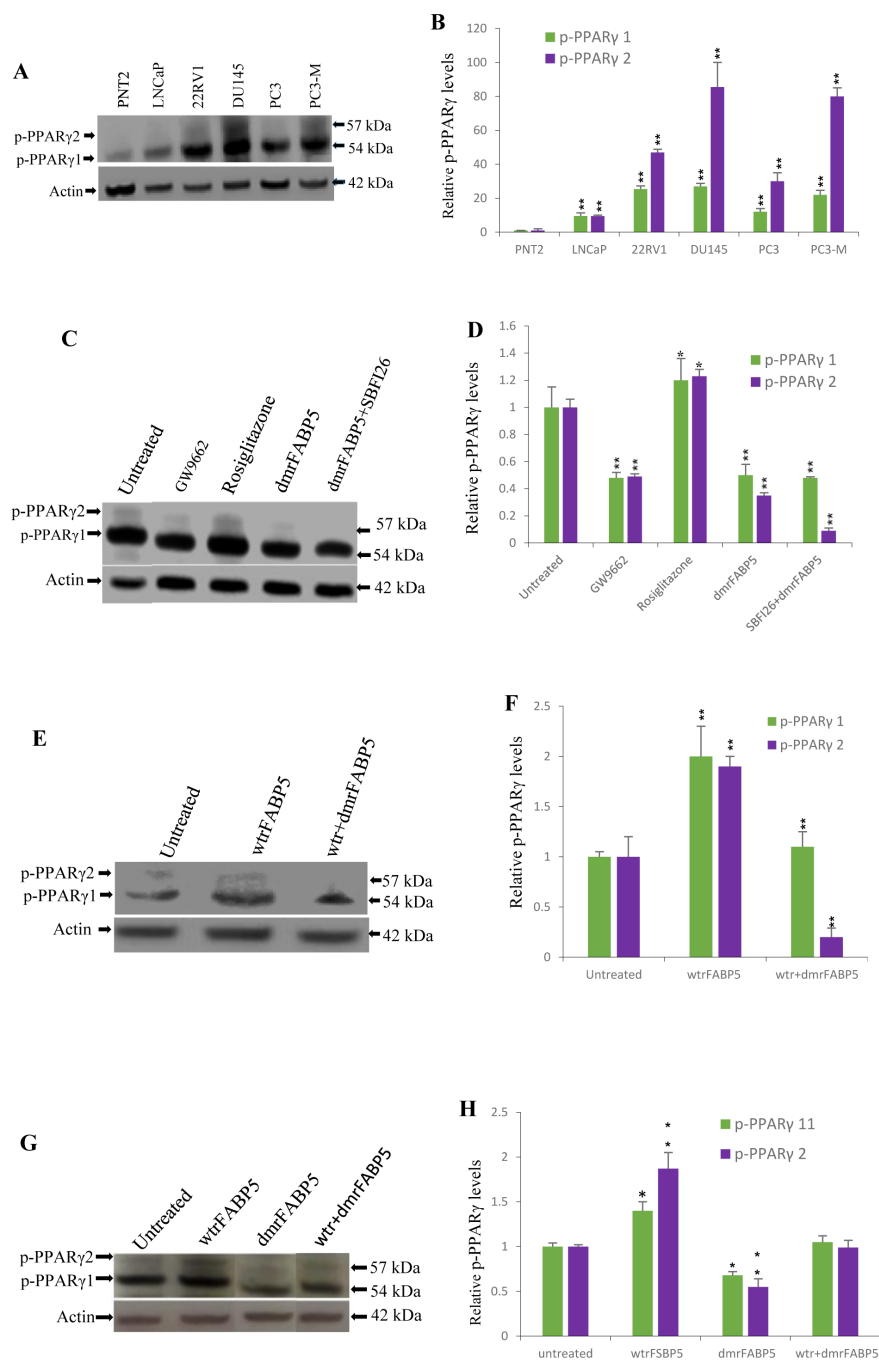 A
PNT2
LNCaP
22RV1
DU145
PC3
PC3-M
p-PPARγ2
p-PPARγ1
Actin
57 kDa
54 kDa
42 kDa
B
p-PPARγ 1
p-PPARγ 2
Relative p-PPARγ levels
120
100
80
60
40
20
0
** ** ** ** ** ** ** ** ** **
PNT2 LNCaP 22RV1 DU145 PC3 PC3-M
C
Untreated
GW9662
Rosiglitazone
dmrFABP5
dmrFABP5+SBFI26
p-PPARγ2
p-PPARγ1
Actin
57 kDa
54 kDa
42 kDa
D
p-PPARγ 1
p-PPARγ 2
Relative p-PPARγ levels
1.6
1.4
1.2
1
0.8
0.6
0.4
0.2
0
** ** * * ** ** ** **
Untreated
GW9662
Rosiglitazone
dmrFABP5
SBFI26+dmrFABP5
E
Untreated
wtrFABP5
wtr+dmrFABP5
p-PPARγ2
p-PPARγ1
Actin
57 kDa
54 kDa
42 kDa
F
p-PPARγ 1
p-PPARγ 2
Relative p-PPARγ levels
2.5
2
1.5
1
0.5
0
** ** ** **
Untreated wtrFABP5 wtr+dmrFABP5
G
Untreated
wtrFABP5
dmrFABP5
wtr+dmrFABP5
p-PPARγ2
p-PPARγ1
Actin
57 kDa
54 kDa
42 kDa
H
p-PPARγ 11
p-PPARγ 2
Relative p-PPARγ levels
2.5
2
1.5
1
0.5
0
* * * * * *
untreated wtrFSBP5 dmrFABP5 wtr+dmrFABP5